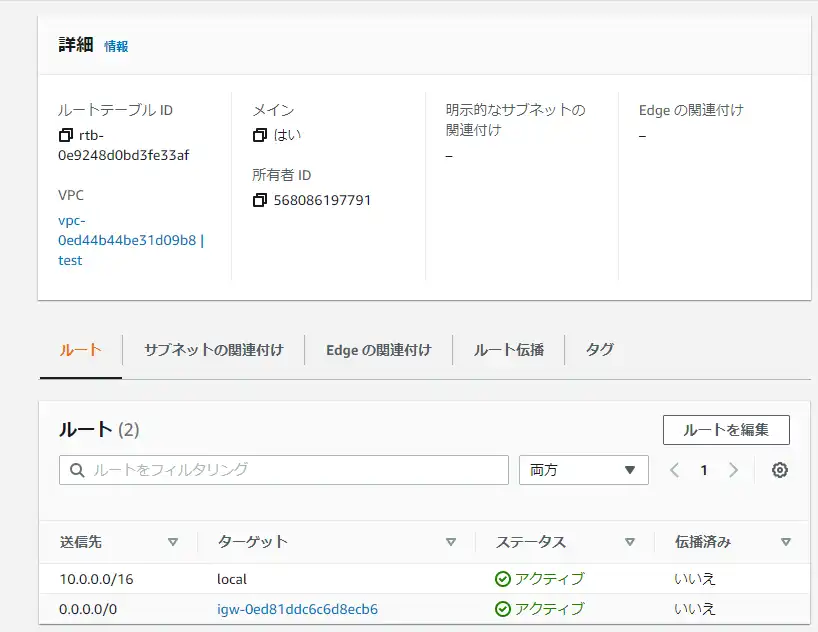 詳細 情報
ルートテーブル ID
rtb-
0e9248d0bd3fe33af
VPC
vpc-
0ed44b44be31d09b8 |
test
メイン
はい
所有者 ID
568086197791
明示的なサブネットの
関連付け
–
Edge の関連付け
–
ルート
サブネットの関連付け
Edge の関連付け
ルート伝播
タグ
ルート (2)
ルートを編集
ルートをフィルタリング
両方
1
送信先 ターゲット ステータス 伝播済み
10.0.0.0/16 local アクティブ いいえ
0.0.0.0/0 igw-0ed81ddc6c6d8ecb6 アクティブ いいえ